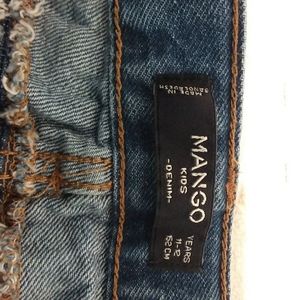 MADE IN
BANGLADESH
MANGO
KIDS
-DENIM-
YEARS
11-12
152 CM